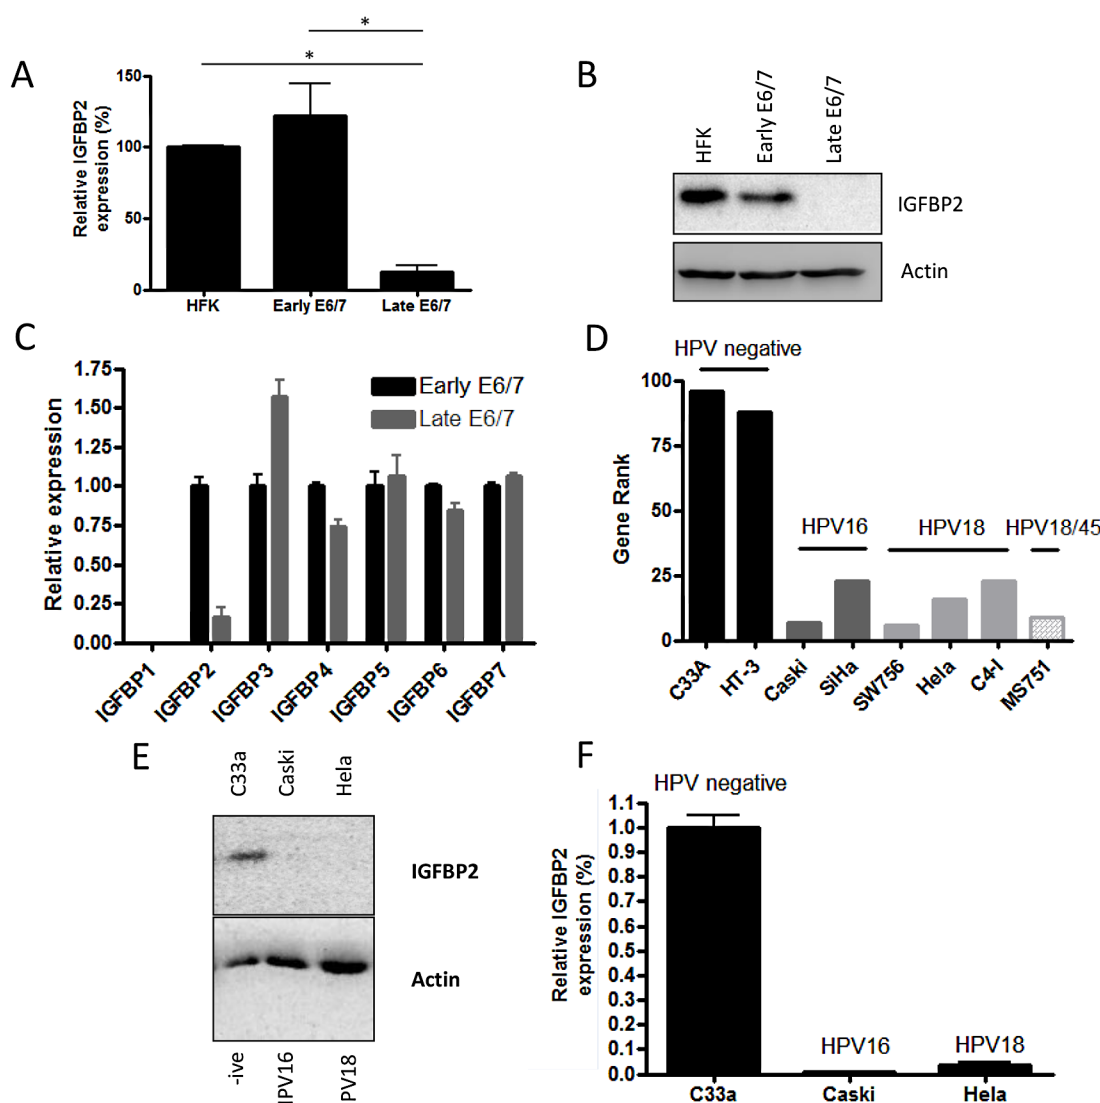 *
*
A
Relative IGFBP2
expression (%)
150
100
50
0
HFK
Early E6/7
Late E6/7
B
HFK
Early E6/7
Late E6/7
IGFBP2
Actin
C
Relative expression
1.75
1.50
1.25
1.00
0.75
0.50
0.25
0.00
Early E6/7
Late E6/7
IGFBP1
IGFBP2
IGFBP3
IGFBP4
IGFBP5
IGFBP6
IGFBP7
D
HPV negative
HPV16
HPV18
HPV18/45
Gene Rank
100
75
50
25
0
C33A
HT-3
Caski
SiHa
SW756
Hela
C4-I
MS751
E
C33a
Caski
Hela
IGFBP2
Actin
-ive
IPV16
PV18
F
HPV negative
Relative IGFBP2
expression (%)
1.1
1.0
0.9
0.8
0.7
0.6
0.5
0.4
0.3
0.2
0.1
0.0
HPV16
HPV18
C33a
Caski
Hela